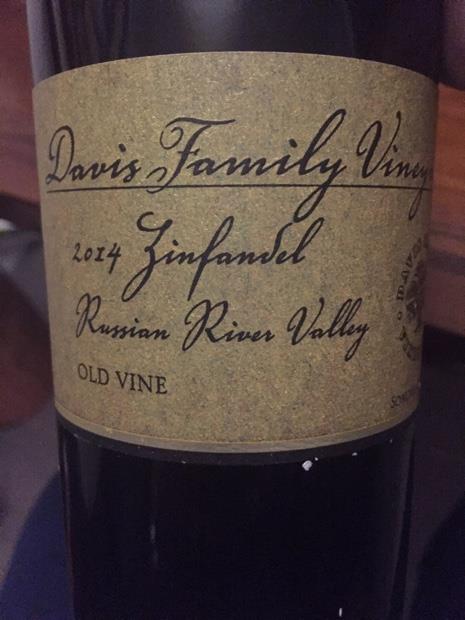 Davis Family Viney
2014 Zinfandel
Russian River Valley
OLD VINE